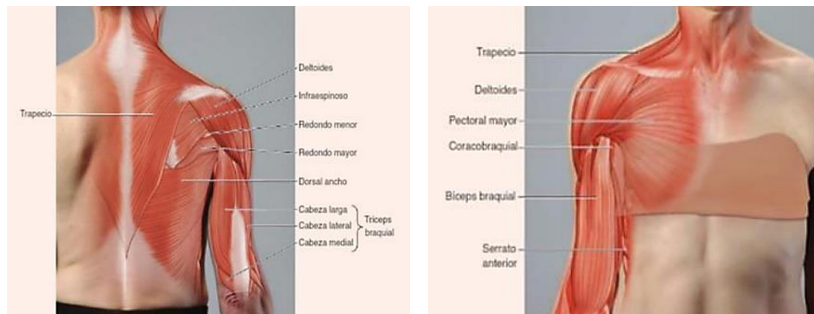 Trapecio
Deltoides
Infraespinoso
Redondo menor
Redondo mayor
Dorsal ancho
Cabeza larga
Cabeza lateral
Cabeza medial
Tríceps
braquial
Trapecio
Deltoides
Pectoral mayor
Coracobraquial
Bíceps braquial
Serrato
anterior